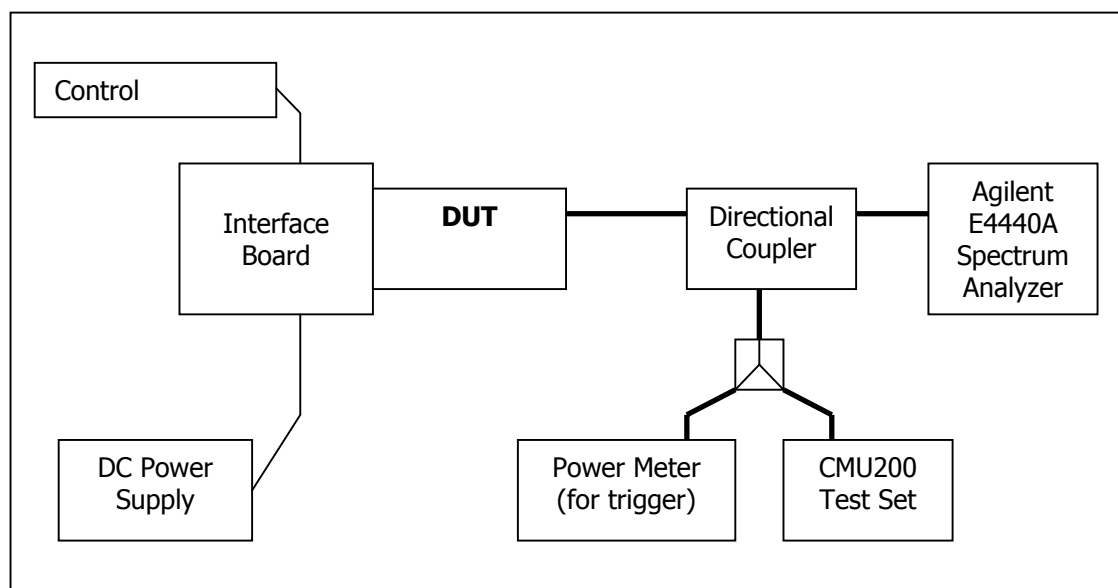 Control
Interface
Board
DUT
Directional
Coupler
Agilent
E4440A
Spectrum
Analyzer
DC Power
Supply
Power Meter
(for trigger)
CMU200
Test Set